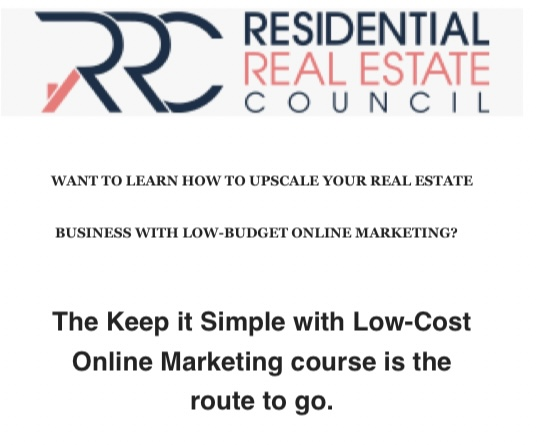 RRC
RESIDENTIAL
REAL ESTATE
COUNCIL
WANT TO LEARN HOW TO UPSCALE YOUR REAL ESTATE
BUSINESS WITH LOW-BUDGET ONLINE MARKETING?
The Keep it Simple with Low-Cost
Online Marketing course is the
route to go.